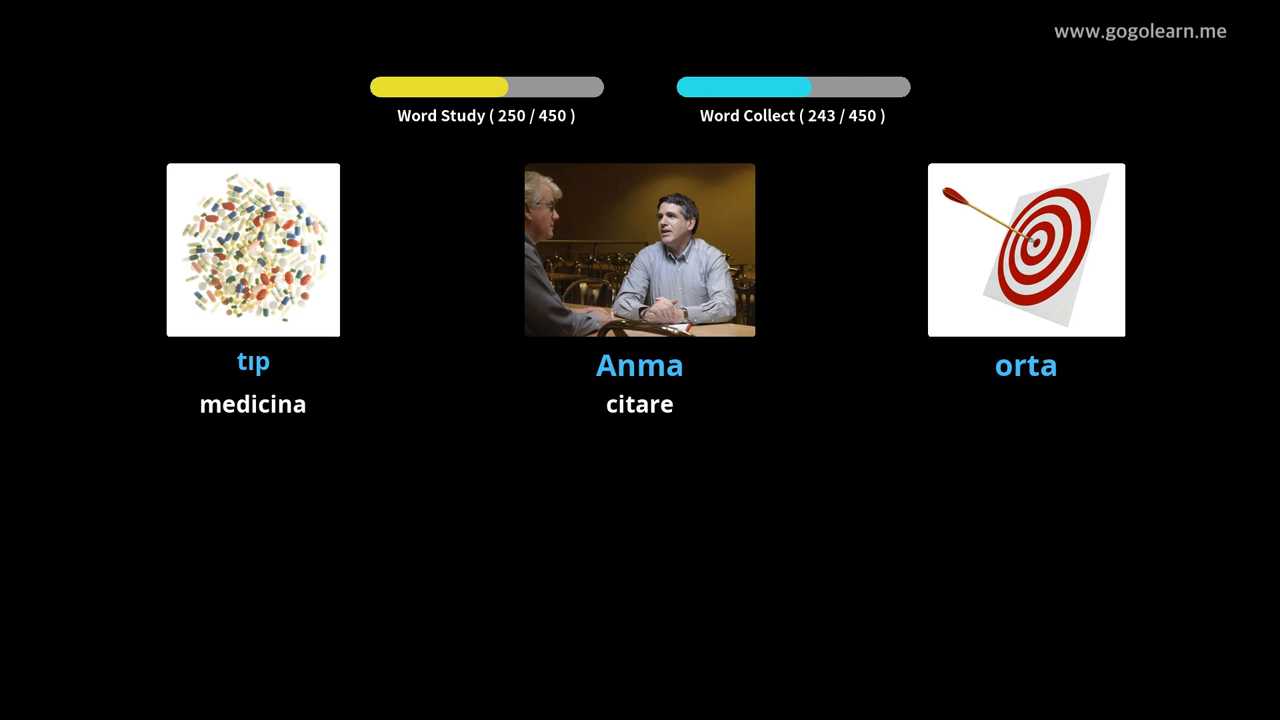 www.gogolearn.me
Word Study ( 250 / 450 )
Word Collect ( 243 / 450 )
tıp
medicina
Anma
citare
orta